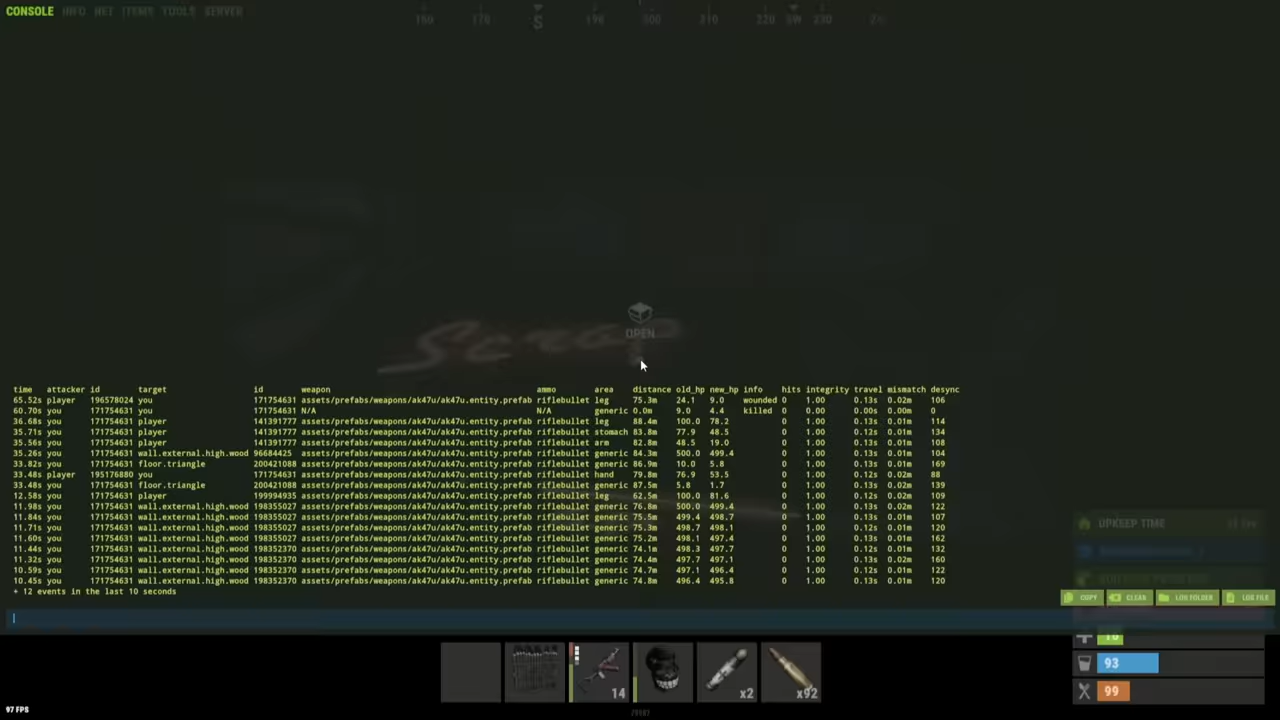 CONSOLE INFO NET ITEMS TOOLS SERVER
S 190 310 220 SW 230
OPEN
Scrap
time attacker id target id weapon ammo area distance old_hp new_hp info hits integrity travel mismatch desync
65.52s player 196578024 you 171754631 assets/prefabs/weapons/ak47u/ak47u.entity.prefab riflebullet leg 75.3m 24.1 9.0 wounded 0 1.00 0.13s 0.02m 106
60.70s you 171754631 you 171754631 N/A N/A generic 0.0m 9.0 4.4 killed 0 0.00 0.00s 0.00m 0
36.68s you 171754631 player 141391777 assets/prefabs/weapons/ak47u/ak47u.entity.prefab riflebullet leg 88.4m 100.0 78.2 0 1.00 0.13s 0.01m 114
35.71s you 171754631 player 141391777 assets/prefabs/weapons/ak47u/ak47u.entity.prefab riflebullet stomach 83.8m 77.9 48.5 0 1.00 0.13s 0.02m 134
35.56s you 171754631 player 141391777 assets/prefabs/weapons/ak47u/ak47u.entity.prefab riflebullet arm 82.8m 48.5 19.0 0 1.00 0.13s 0.01m 108
35.26s you 171754631 wall.external.high.wood 96684425 assets/prefabs/weapons/ak47u/ak47u.entity.prefab riflebullet generic 84.3m 500.0 499.4 0 1.00 0.13s 0.01m 104
33.82s you 171754631 floor.triangle 200421088 assets/prefabs/weapons/ak47u/ak47u.entity.prefab riflebullet generic 86.9m 10.0 5.8 0 1.00 0.13s 0.01m 169
33.48s player 195176880 you 171754631 assets/prefabs/weapons/ak47u/ak47u.entity.prefab riflebullet hand 79.8m 76.9 53.5 0 1.00 0.12s 0.02m 88
33.48s you 171754631 floor.triangle 200421088 assets/prefabs/weapons/ak47u/ak47u.entity.prefab riflebullet generic 87.5m 5.8 1.7 0 1.00 0.13s 0.02m 139
12.58s you 171754631 player 199994935 assets/prefabs/weapons/ak47u/ak47u.entity.prefab riflebullet leg 62.5m 100.0 81.6 0 1.00 0.12s 0.02m 109
11.98s you 171754631 wall.external.high.wood 198355027 assets/prefabs/weapons/ak47u/ak47u.entity.prefab riflebullet generic 76.8m 500.0 499.4 0 1.00 0.13s 0.02m 122
11.84s you 171754631 wall.external.high.wood 198355027 assets/prefabs/weapons/ak47u/ak47u.entity.prefab riflebullet generic 75.5m 499.4 498.7 0 1.00 0.13s 0.01m 107
11.71s you 171754631 wall.external.high.wood 198355027 assets/prefabs/weapons/ak47u/ak47u.entity.prefab riflebullet generic 75.3m 498.7 498.1 0 1.00 0.13s 0.01m 120
11.60s you 171754631 wall.external.high.wood 198355027 assets/prefabs/weapons/ak47u/ak47u.entity.prefab riflebullet generic 75.2m 498.1 497.4 0 1.00 0.12s 0.01m 162
11.44s you 171754631 wall.external.high.wood 198352370 assets/prefabs/weapons/ak47u/ak47u.entity.prefab riflebullet generic 74.1m 498.3 497.7 0 1.00 0.13s 0.02m 132
11.32s you 171754631 wall.external.high.wood 198352370 assets/prefabs/weapons/ak47u/ak47u.entity.prefab riflebullet generic 74.4m 497.7 497.1 0 1.00 0.13s 0.01m 160
10.59s you 171754631 wall.external.high.wood 198352370 assets/prefabs/weapons/ak47u/ak47u.entity.prefab riflebullet generic 74.7m 497.1 496.4 0 1.00 0.12s 0.01m 122
10.45s you 171754631 wall.external.high.wood 198352370 assets/prefabs/weapons/ak47u/ak47u.entity.prefab riflebullet generic 74.8m 496.4 495.8 0 1.00 0.13s 0.01m 120
+ 12 events in the last 10 seconds
UPKEEP TIME
COPY CLEAR LOG FOLDER LOG FILE
93
14 x2 x92
99
97 FPS